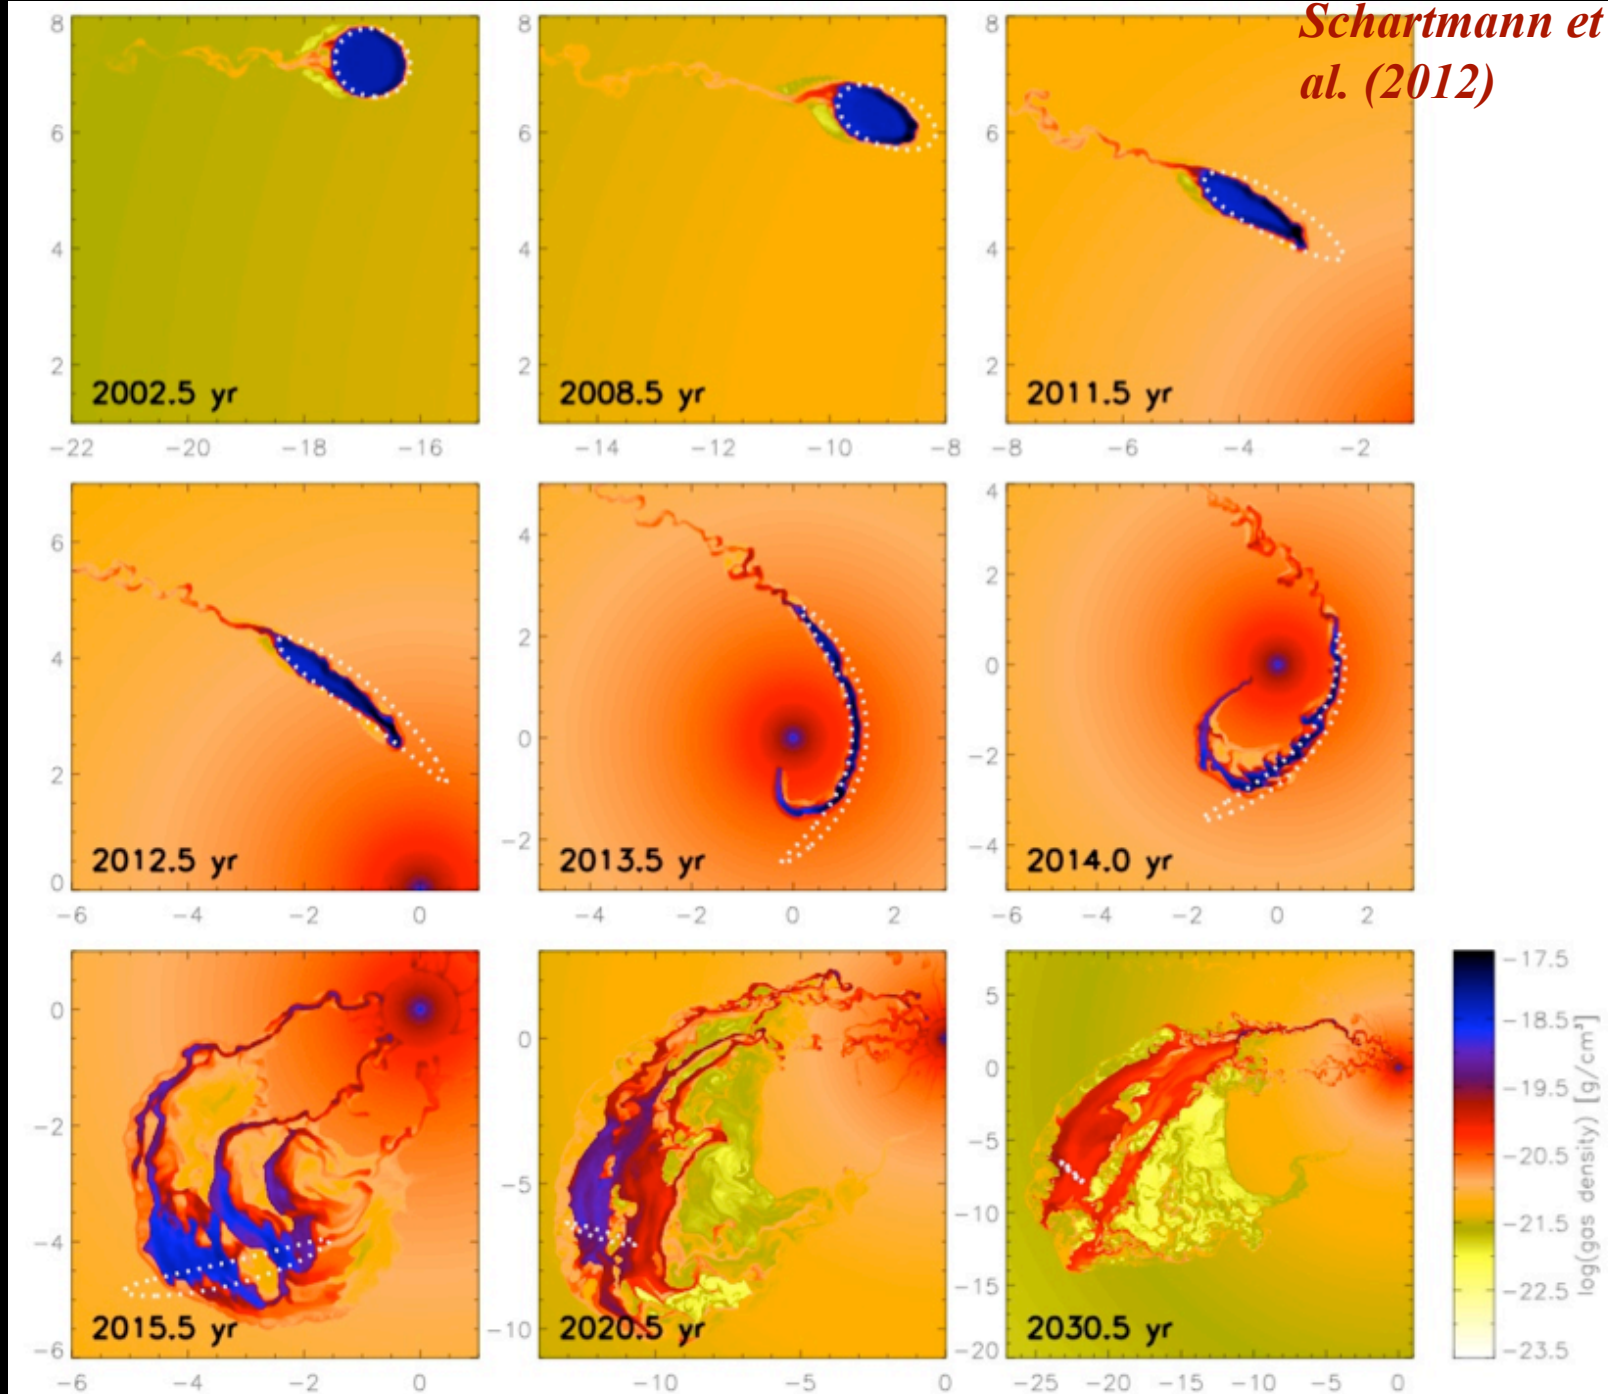 Schartmann et
al. (2012)
8
6
4
2
2002.5 yr
-22 -20 -18 -16
8
6
4
2
2008.5 yr
-14 -12 -10 -8
8
6
4
2
2011.5 yr
-8 -6 -4 -2
6
4
2
0
2012.5 yr
-6 -4 -2 0
4
2
0
-2
2013.5 yr
-4 -2 0 2
4
2
0
-2
-4
2014.0 yr
-6 -4 -2 0 2
0
-2
-4
-6
2015.5 yr
-6 -4 -2 0
0
-5
-10
2020.5 yr
-10 -5 0
5
0
-5
-10
-15
-20
2030.5 yr
-25 -20 -15 -10 -5 0
-17.5
-18.5
-19.5
-20.5
-21.5
-22.5
-23.5
log(gas density) [g/cm³]